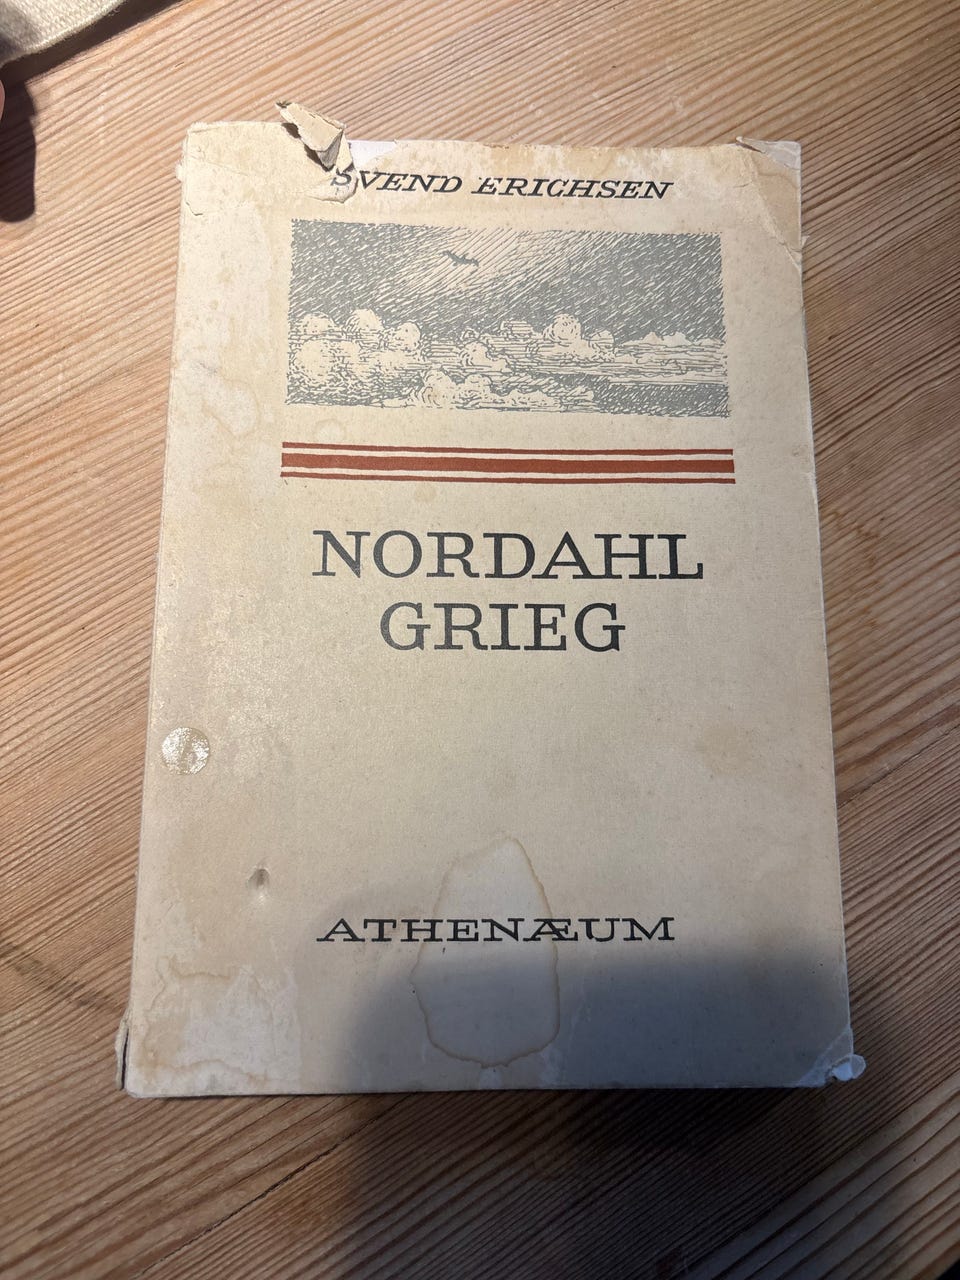 SVEND ERICHSEN
NORDAHL
GRIEG
ATHENÆUM